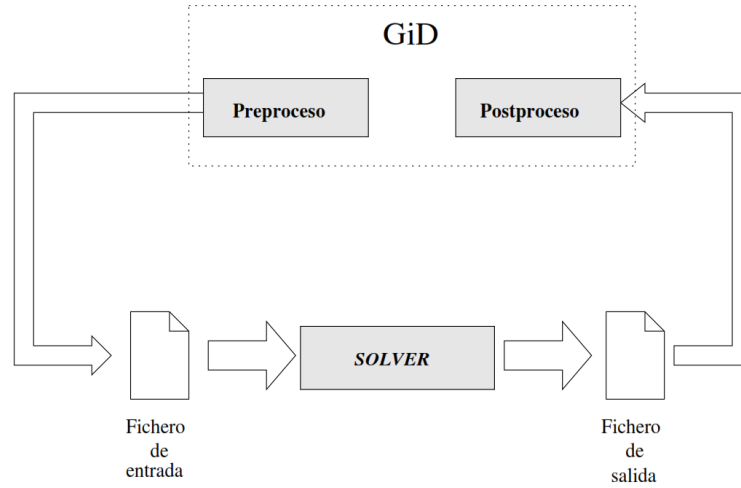 GiD
Preproceso
Postproceso
SOLVER
Fichero
de
entrada
Fichero
de
salida